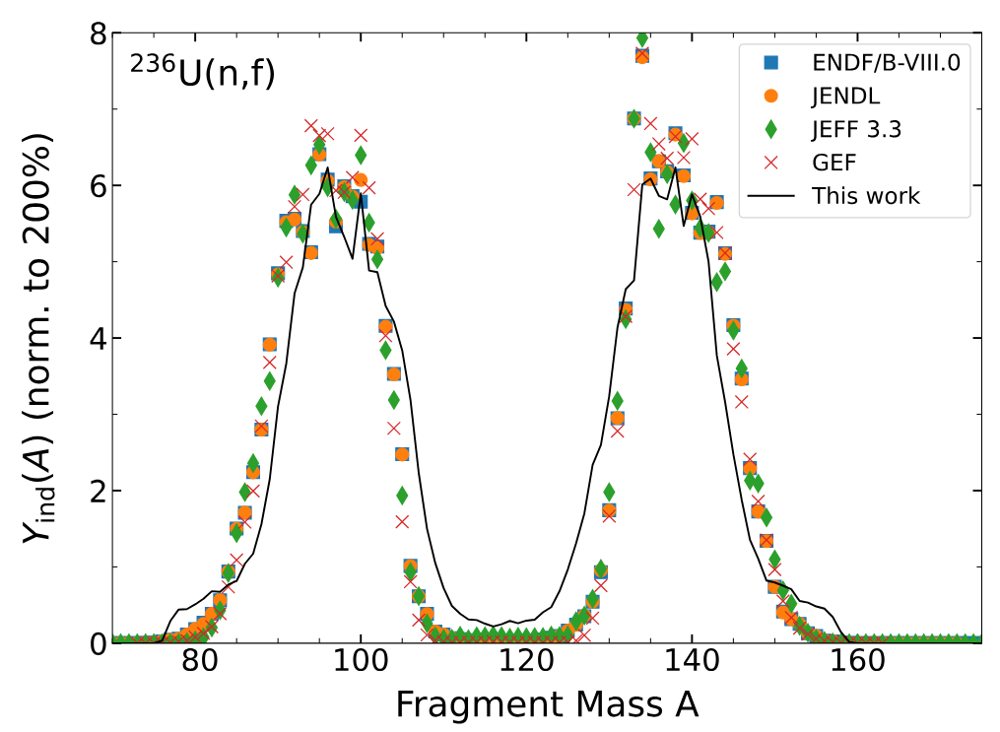 ²³⁶U(n,f)
ENDF/B-VIII.0
JENDL
JEFF 3.3
GEF
This work
Y_ind(A) (norm. to 200%)
8
6
4
2
0
80 100 120 140 160
Fragment Mass A